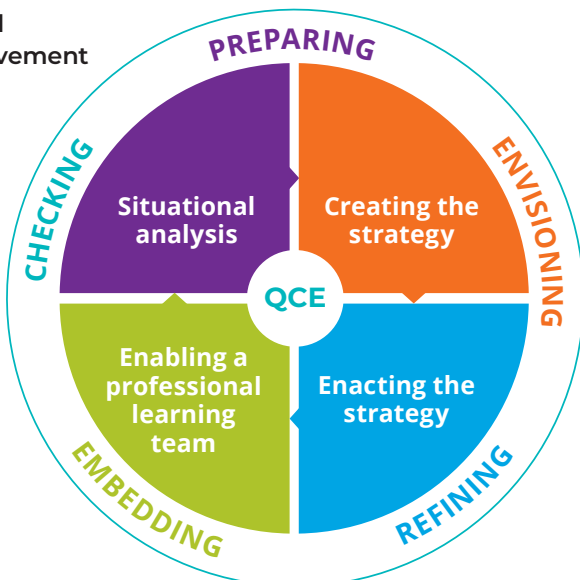 PREPARING
CHECKING
ENVISIONING
Situational
analysis
Creating the
strategy
QCE
Enabling a
professional
learning
team
Enacting the
strategy
EMBEDDING
REFINING